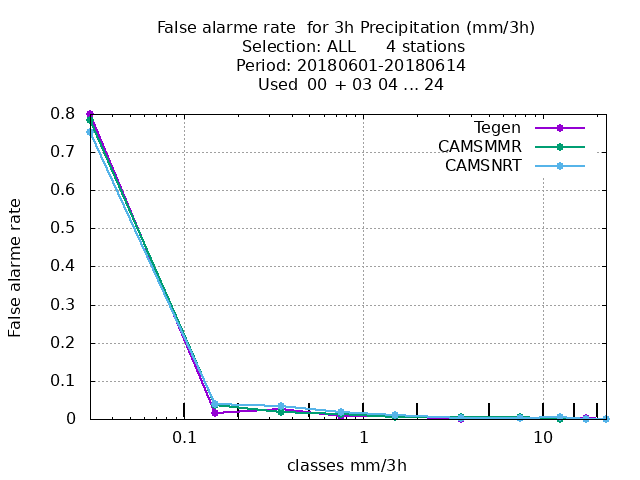 False alarme rate  for 3h Precipitation (mm/3h)
Selection: ALL      4 stations
Period: 20180601-20180614
Used  00  + 03 04 ... 24
Tegen
CAMSMMR
CAMSNRT
0.8
0.7
0.6
0.5
0.4
0.3
0.2
0.1
0
False alarme rate
0.1 1 10
classes mm/3h